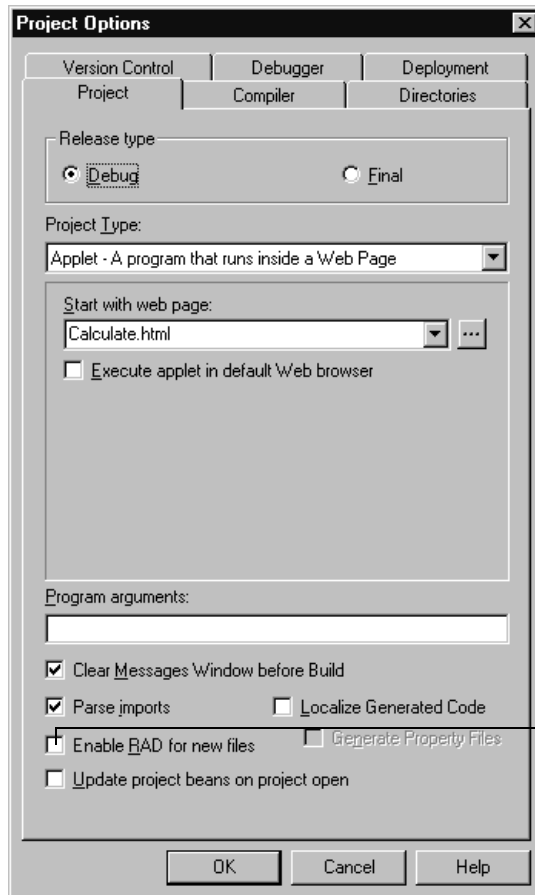 Project Options
Version Control Debugger Deployment
Project Compiler Directories
Release type
Debug Final
Project Type:
Applet - A program that runs inside a Web Page
Start with web page:
Calculate.html ...
Execute applet in default Web browser
Program arguments:
Clear Messages Window before Build
Parse imports Localize Generated Code
Enable RAD for new files Generate Property Files
Update project beans on project open
OK Cancel Help